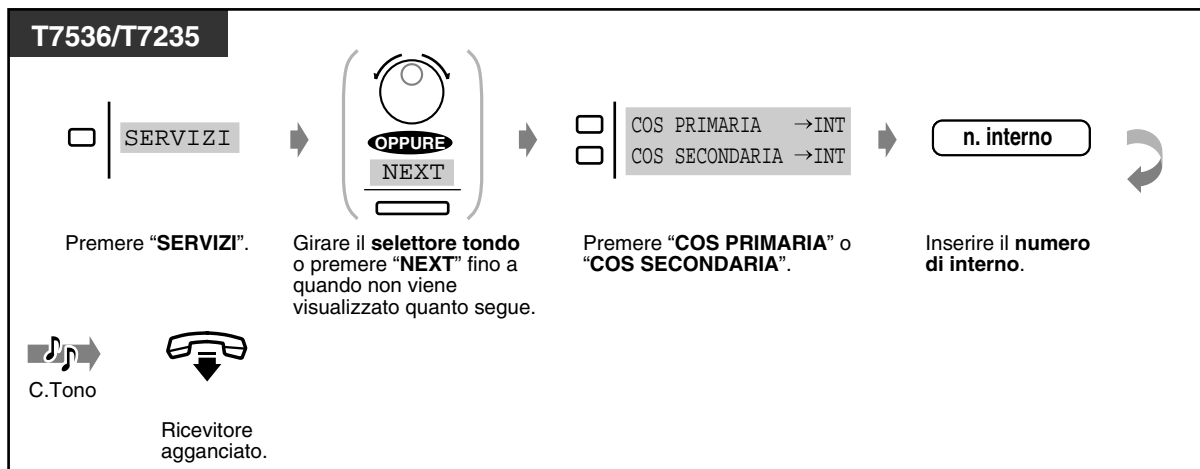 T7536/T7235
SERVIZI
OPPURE
NEXT
COS PRIMARIA →INT
COS SECONDARIA →INT
n. interno
Premere “SERVIZI”.
Girare il selettore tondo
o premere “NEXT” fino a
quando non viene
visualizzato quanto segue.
Premere “COS PRIMARIA” o
“COS SECONDARIA”.
Inserire il numero
di interno.
C.Tono
Ricevitore
agganciato.